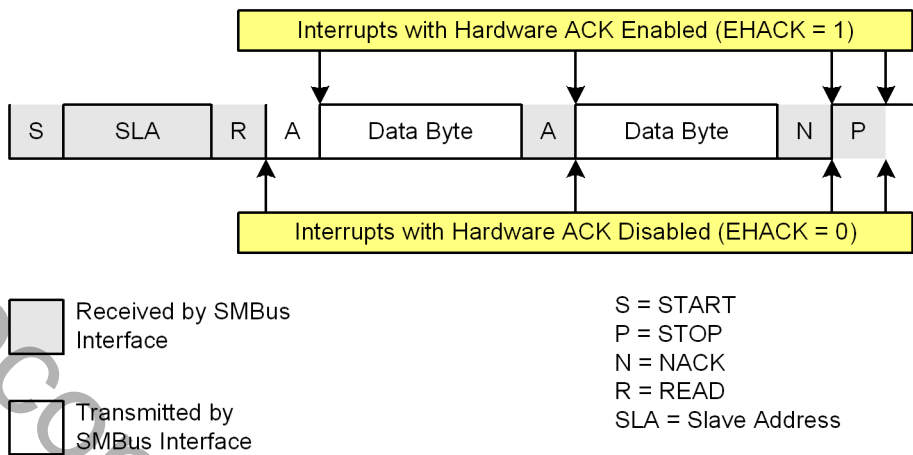 Interrupts with Hardware ACK Enabled (EHACK = 1)
S SLA R A Data Byte A Data Byte N P
Interrupts with Hardware ACK Disabled (EHACK = 0)
Received by SMBus
Interface
Transmitted by
SMBus Interface
S = START
P = STOP
N = NACK
R = READ
SLA = Slave Address